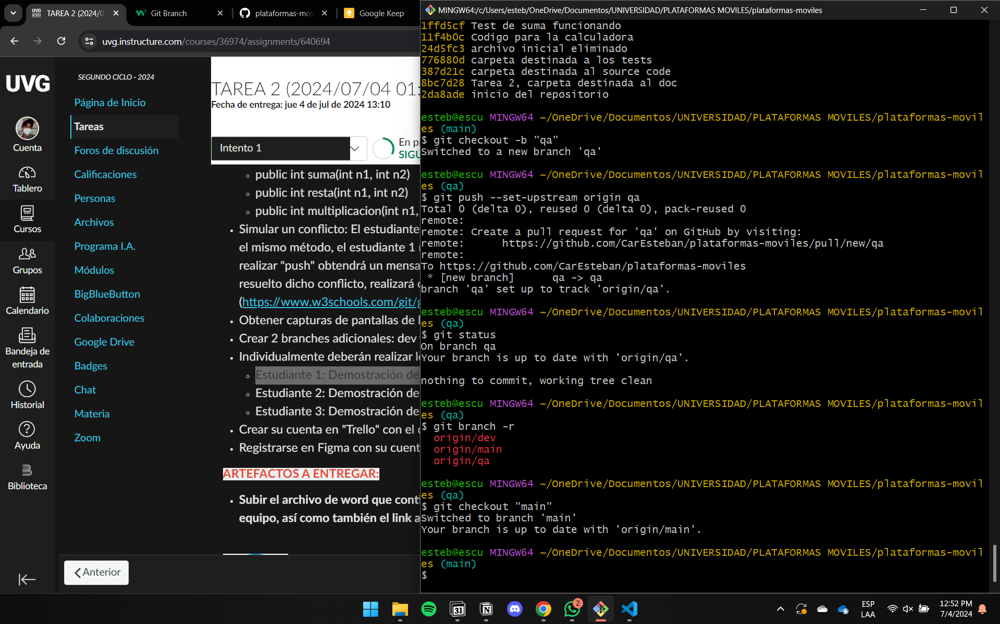 TAREA 2 (2024/0
Git Branch
plataformas-mov
Google Keep
uvg.instructure.com/courses/36974/assignments/640694
UVG
Cuenta
Tablero
Cursos
Grupos
Calendario
Bandeja de
entrada
Historial
Ayuda
Biblioteca
SEGUNDO CICLO - 2024
Página de Inicio
Tareas
Foros de discusión
Calificaciones
Personas
Archivos
Programa I.A.
Módulos
BigBlueButton
Colaboraciones
Google Drive
Badges
Chat
Materia
Zoom
TAREA 2 (2024/07/04 01:
Fecha de entrega: jue 4 de jul de 2024 13:10
Intento 1
En p
SIGU
public int suma(int n1, int n2)
public int resta(int n1, int n2)
public int multiplicacion(int n1,
Simular un conflicto: El estudiante
el mismo método, el estudiante 1
realizar "push" obtendrá un mensa
resuelto dicho conflicto, realizará
(https://www.w3schools.com/git/g
Obtener capturas de pantallas de
Crear 2 branches adicionales: dev
Individualmente deberán realizar
Estudiante 1: Demostración de
Estudiante 2: Demostración de
Estudiante 3: Demostración de
Crear su cuenta en "Trello" con el
Registrarse en Figma con su cuent
ARTEFACTOS A ENTREGAR:
Subir el archivo de word que cont
equipo, así como también el link a
Anterior
MINGW64:/c/Users/esteb/OneDrive/Documentos/UNIVERSIDAD/PLATAFORMAS MOVILES/plataformas-moviles
1ffd5cf Test de suma funcionando
11f4b0c Codigo para la calculadora
24d5fc3 archivo inicial eliminado
776880d carpeta destinada a los tests
387d21c carpeta destinada al source code
8bc7d28 Tarea 2, carpeta destinada al doc
2da8ade inicio del repositorio
esteb@escu MINGW64 ~/OneDrive/Documentos/UNIVERSIDAD/PLATAFORMAS MOVILES/plataformas-movil
es (main)
$ git checkout -b "qa"
Switched to a new branch 'qa'
esteb@escu MINGW64 ~/OneDrive/Documentos/UNIVERSIDAD/PLATAFORMAS MOVILES/plataformas-movil
es (qa)
$ git push --set-upstream origin qa
Total 0 (delta 0), reused 0 (delta 0), pack-reused 0
remote:
remote: Create a pull request for 'qa' on GitHub by visiting:
remote:      https://github.com/CarEsteban/plataformas-moviles/pull/new/qa
remote:
To https://github.com/CarEsteban/plataformas-moviles
 * [new branch]      qa -> qa
branch 'qa' set up to track 'origin/qa'.
esteb@escu MINGW64 ~/OneDrive/Documentos/UNIVERSIDAD/PLATAFORMAS MOVILES/plataformas-movil
es (qa)
$ git status
On branch qa
Your branch is up to date with 'origin/qa'.
nothing to commit, working tree clean
esteb@escu MINGW64 ~/OneDrive/Documentos/UNIVERSIDAD/PLATAFORMAS MOVILES/plataformas-movil
es (qa)
$ git branch -r
origin/dev
origin/main
origin/qa
esteb@escu MINGW64 ~/OneDrive/Documentos/UNIVERSIDAD/PLATAFORMAS MOVILES/plataformas-movil
es (qa)
$ git checkout "main"
Switched to branch 'main'
Your branch is up to date with 'origin/main'.
esteb@escu MINGW64 ~/OneDrive/Documentos/UNIVERSIDAD/PLATAFORMAS MOVILES/plataformas-movil
es (main)
$
31
2
ESP
LAA
12:52 PM
7/4/2024